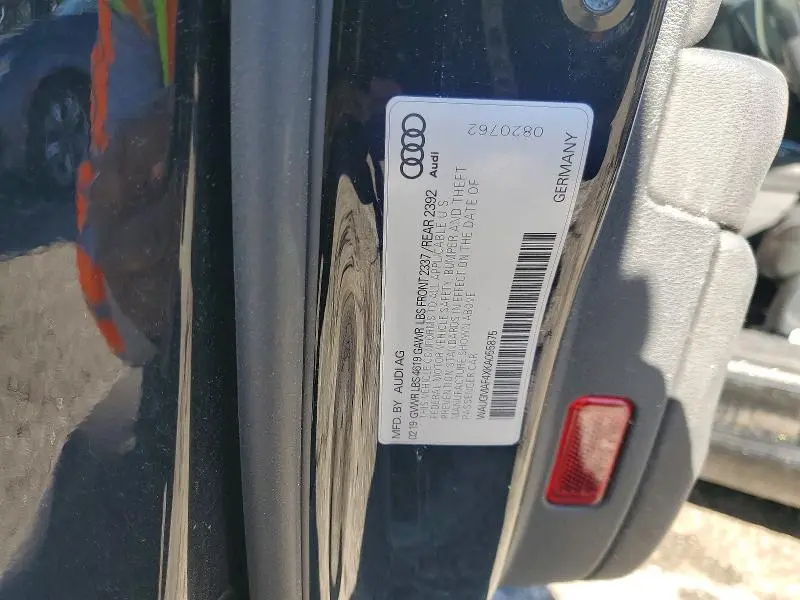 Audi
0820762
MFD. BY AUDI AG
0219 GVWR LBS 4619 GAWR LBS FRONT 2337 / REAR 2392
THIS VEHICLE CONFORMS TO ALL APPLICABLE U.S.
FEDERAL MOTOR VEHICLE SAFETY, BUMPER AND THEFT
PREVENTION STANDARDS IN EFFECT ON THE DATE OF
MANUFACTURE SHOWN ABOVE
PASSENGER CAR
WAUGMAF4XKA055875
GERMANY